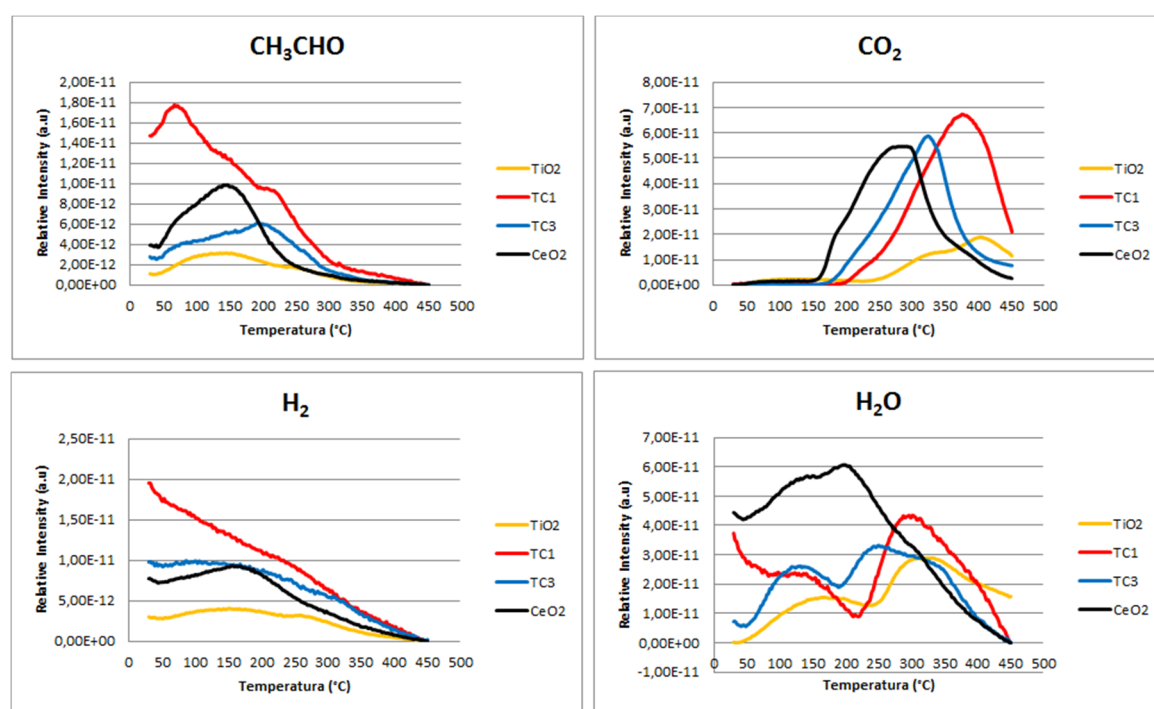 CH₃CHO
Relative Intensity (a.u)
2,00E-11
1,80E-11
1,60E-11
1,40E-11
1,20E-11
1,00E-11
8,00E-12
6,00E-12
4,00E-12
2,00E-12
0,00E+00
0 50 100 150 200 250 300 350 400 450 500
Temperatura (°C)
TiO2
TC1
TC3
CeO2
CO₂
Relative Intensity (a.u)
8,00E-11
7,00E-11
6,00E-11
5,00E-11
4,00E-11
3,00E-11
2,00E-11
1,00E-11
0,00E+00
0 50 100 150 200 250 300 350 400 450 500
Temperatura (°C)
TiO2
TC1
TC3
CeO2
H₂
Relative Intensity (a.u)
2,50E-11
2,00E-11
1,50E-11
1,00E-11
5,00E-12
0,00E+00
0 50 100 150 200 250 300 350 400 450 500
Temperatura (°C)
TiO2
TC1
TC3
CeO2
H₂O
Relative Intensity (a.u)
7,00E-11
6,00E-11
5,00E-11
4,00E-11
3,00E-11
2,00E-11
1,00E-11
0,00E+00
-1,00E-11
0 50 100 150 200 250 300 350 400 450 500
Temperatura (°C)
TiO2
TC1
TC3
CeO2